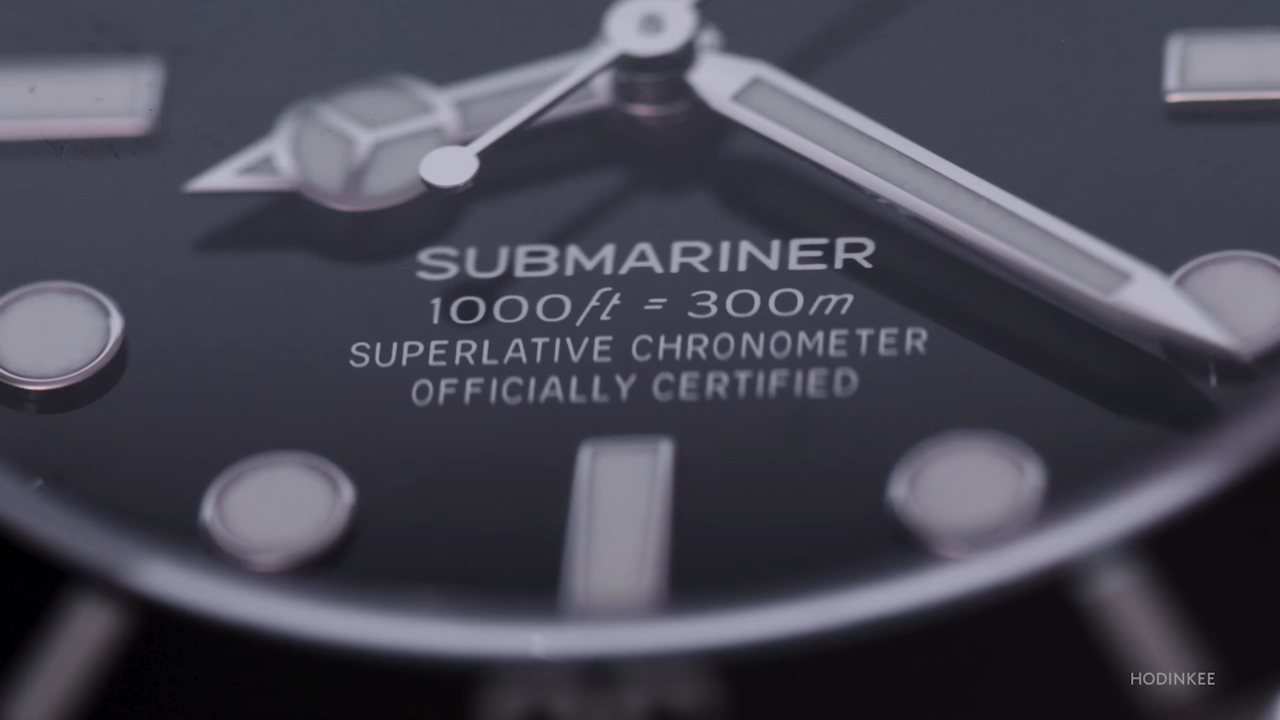 SUBMARINER
1000ft = 300m
SUPERLATIVE CHRONOMETER
OFFICIALLY CERTIFIED
HODINKEE